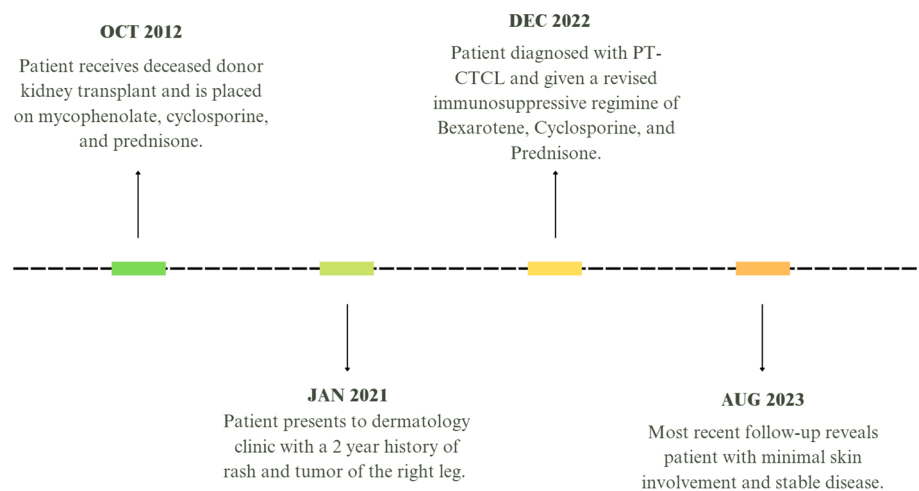 OCT 2012
Patient receives deceased donor
kidney transplant and is placed
on mycophenolate, cyclosporine,
and prednisone.
JAN 2021
Patient presents to dermatology
clinic with a 2 year history of
rash and tumor of the right leg.
DEC 2022
Patient diagnosed with PT-
CTCL and given a revised
immunosuppressive regimine of
Bexarotene, Cyclosporine, and
Prednisone.
AUG 2023
Most recent follow-up reveals
patient with minimal skin
involvement and stable disease.